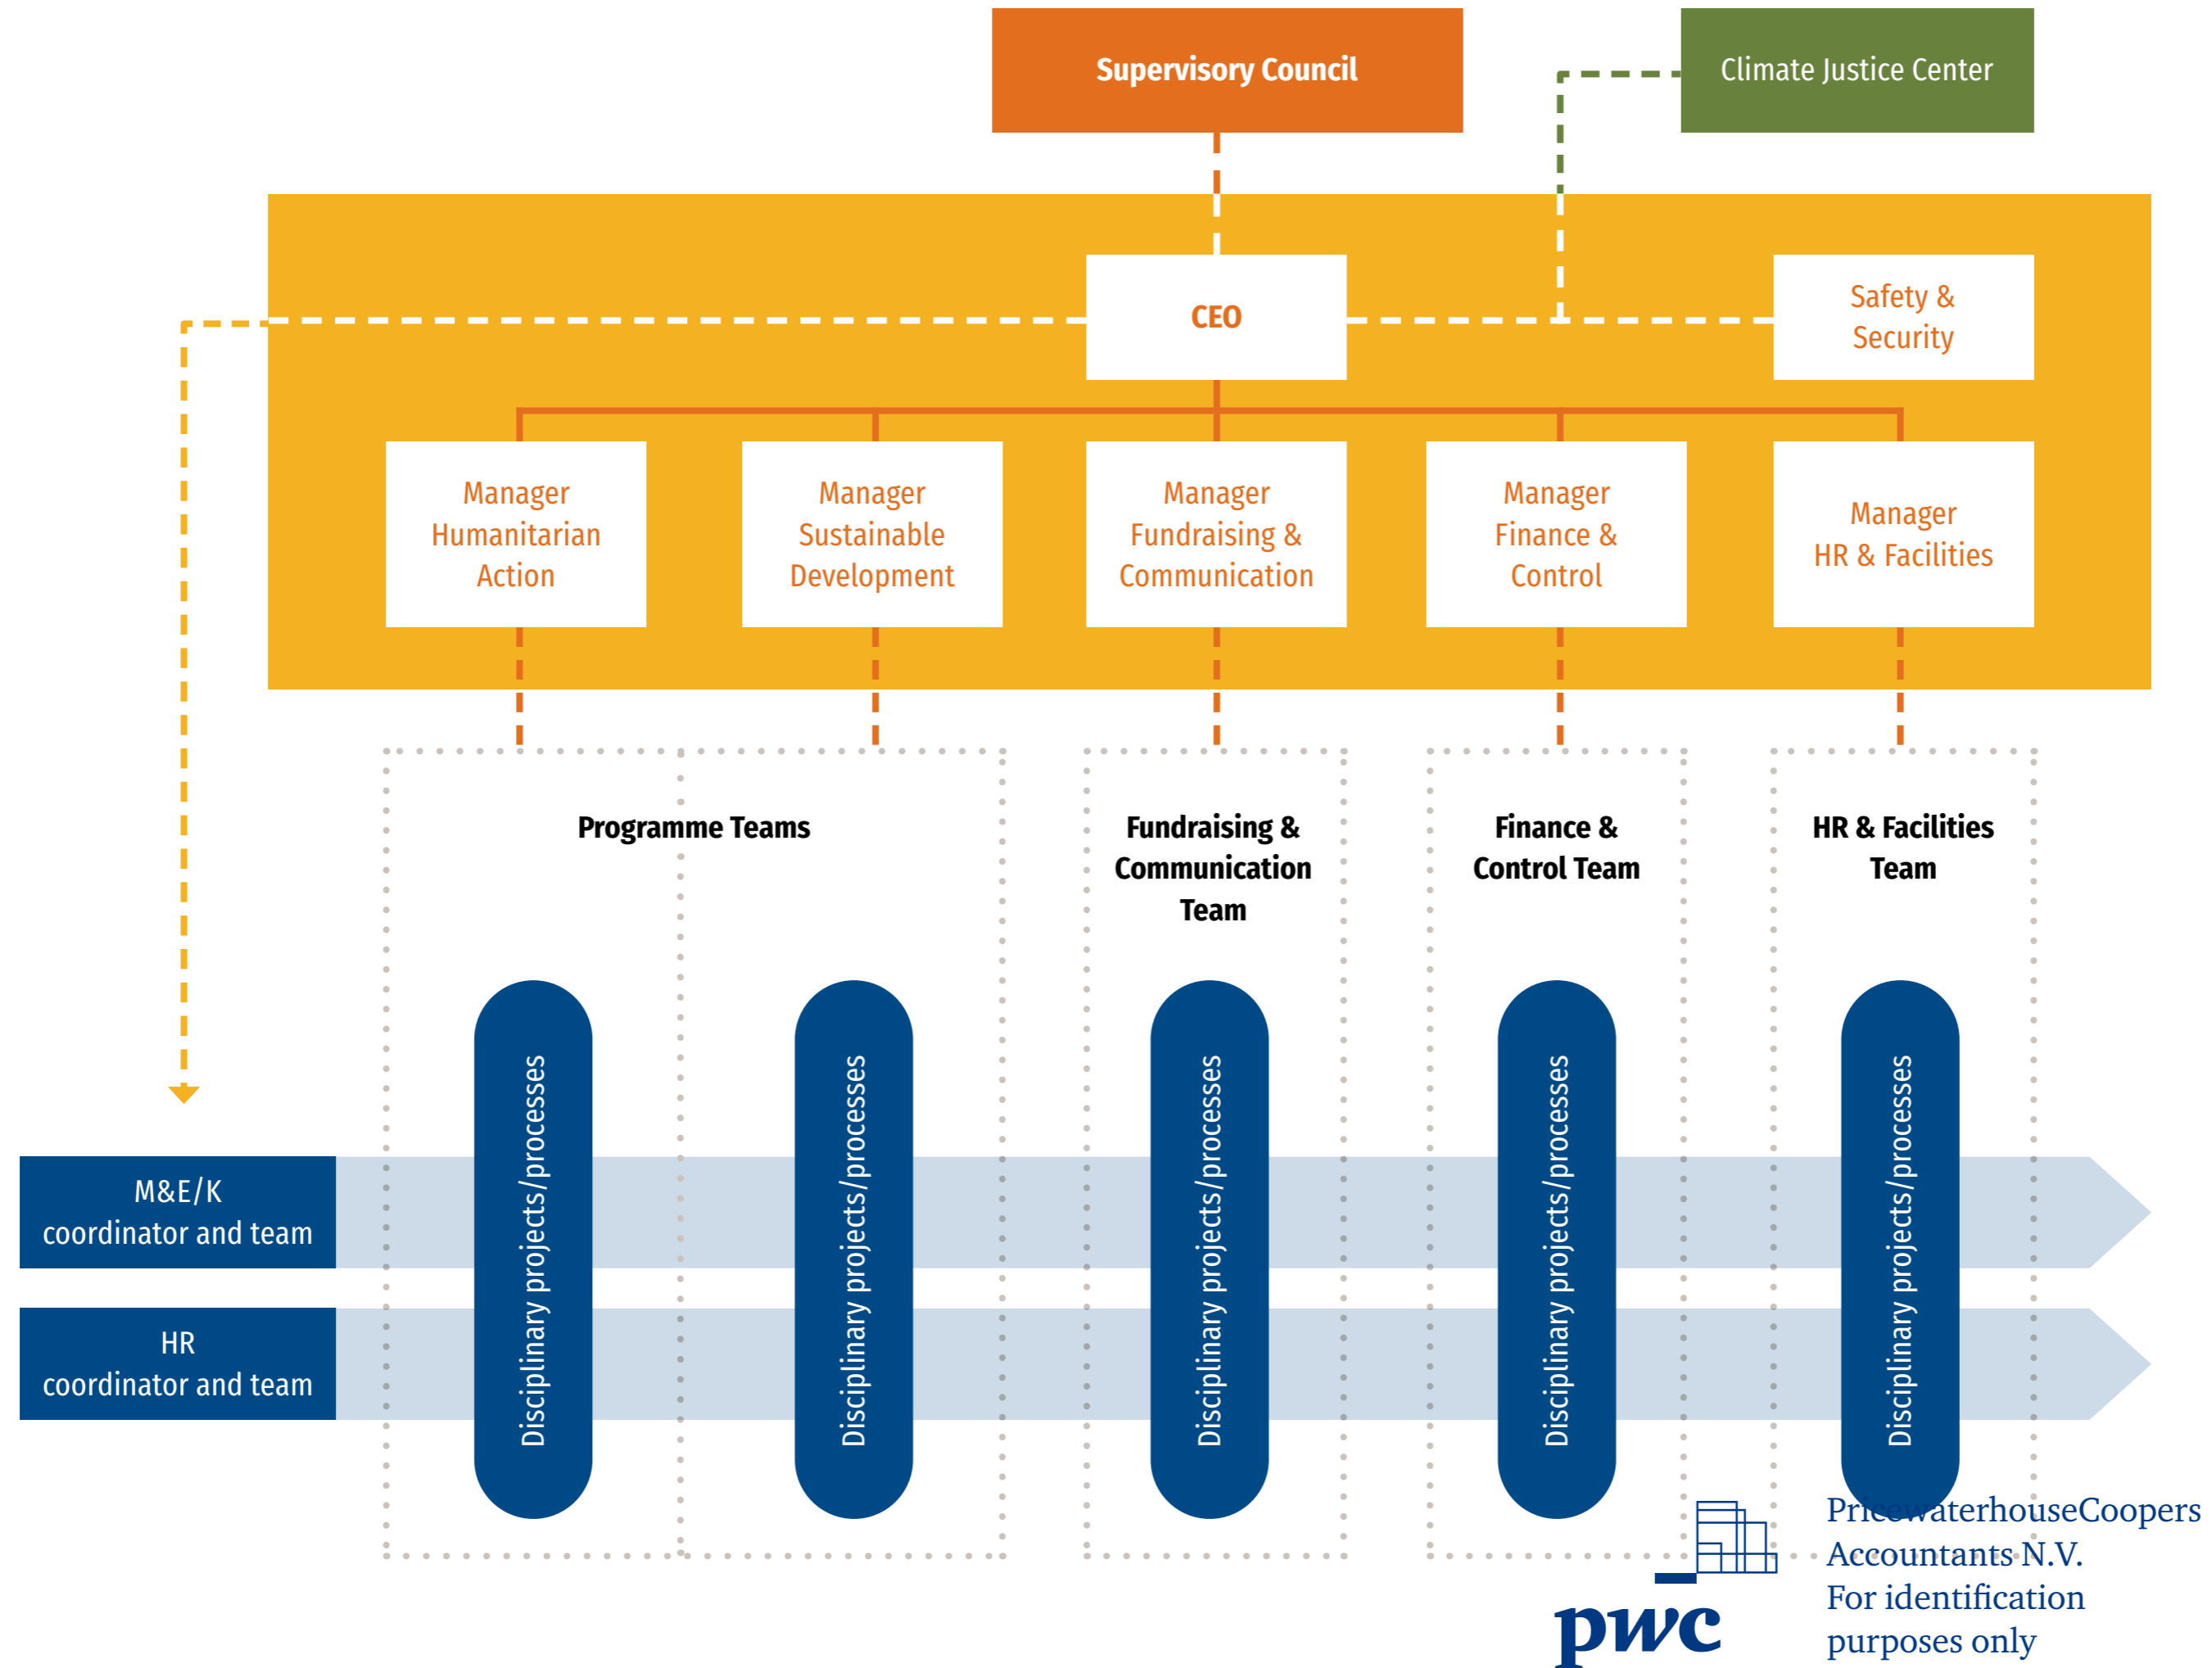 Supervisory Council
Climate Justice Center
CEO
Safety &
Security
Manager
Humanitarian
Action
Manager
Sustainable
Development
Manager
Fundraising &
Communication
Manager
Finance &
Control
Manager
HR & Facilities
Programme Teams
Fundraising &
Communication
Team
Finance &
Control Team
HR & Facilities
Team
Disciplinary projects/processes
Disciplinary projects/processes
Disciplinary projects/processes
Disciplinary projects/processes
Disciplinary projects/processes
M&E/K
coordinator and team
HR
coordinator and team
pwc
PricewaterhouseCoopers
Accountants N.V.
For identification
purposes only